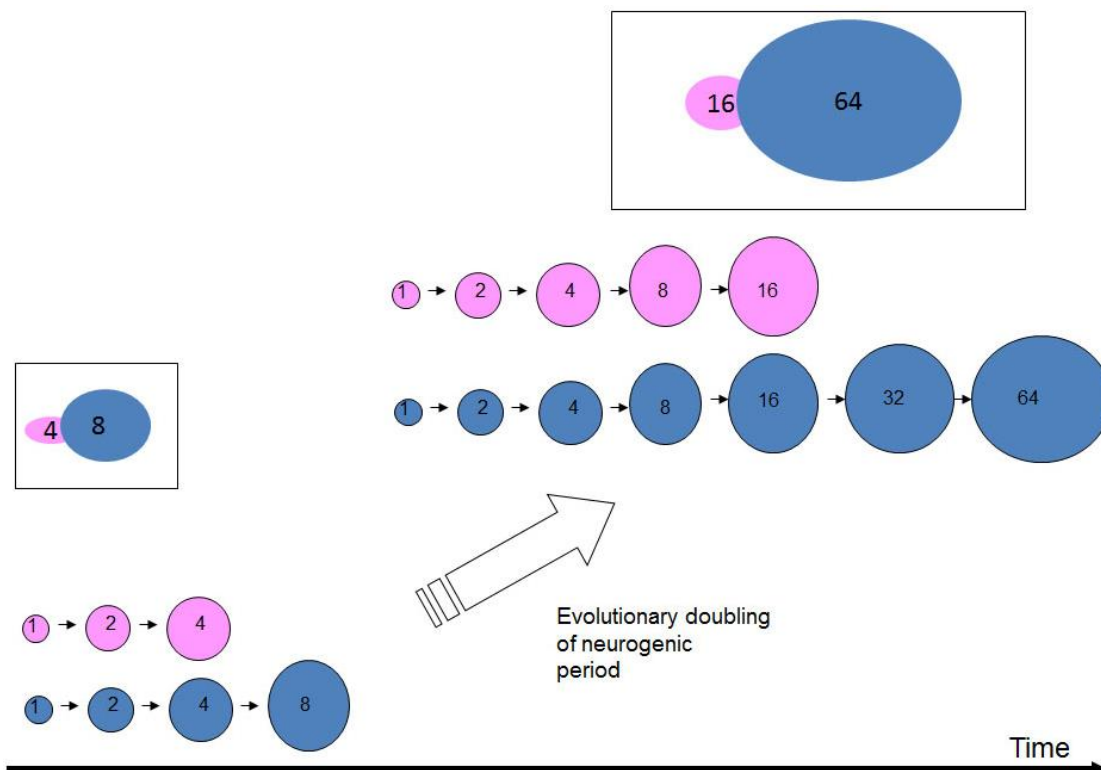 16 64
1 2 4 8 16
1 2 4 8 16 32 64
4 8
Evolutionary doubling
of neurogenic
period
1 2 4
1 2 4 8
Time